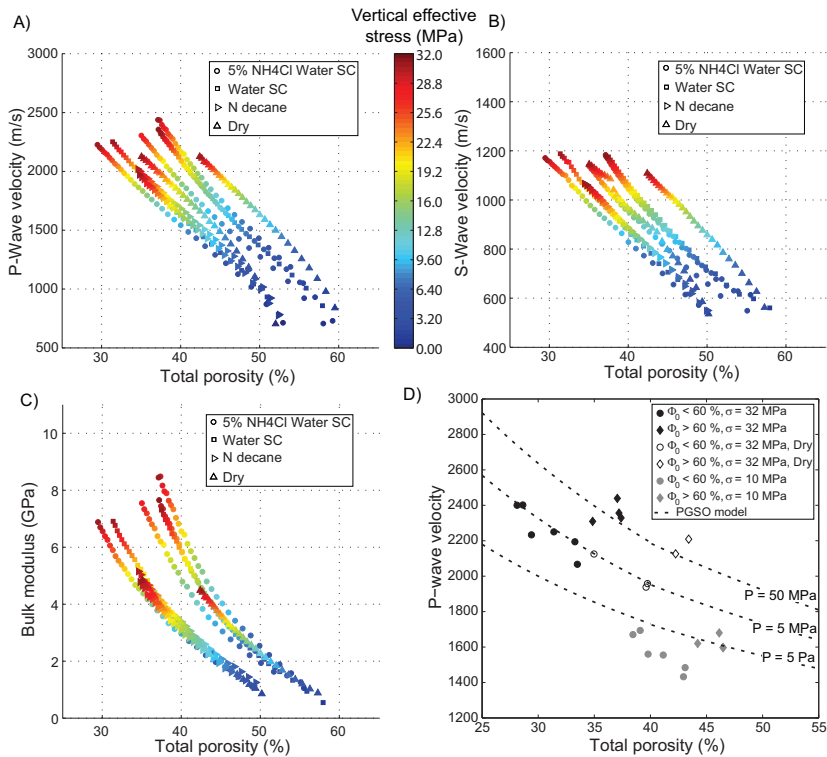 A)
Vertical effective
stress (MPa)
B)
P-Wave velocity (m/s)
3000
2500
2000
1500
1000
500
5% NH4Cl Water SC
Water SC
N decane
Dry
30
40
50
60
Total porosity (%)
32.0
28.8
25.6
22.4
19.2
16.0
12.8
9.60
6.40
3.20
0.00
S-Wave velocity (m/s)
1600
1400
1200
1000
800
600
400
5% NH4Cl Water SC
Water SC
N decane
Dry
30
40
50
60
Total porosity (%)
C)
Bulk modulus (GPa)
10
8
6
4
2
0
5% NH4Cl Water SC
Water SC
N decane
Dry
30
40
50
60
Total porosity (%)
D)
P-wave velocity
3000
2800
2600
2400
2200
2000
1800
1600
1400
1200
Φ0 < 60 %, σ = 32 MPa
Φ0 > 60 %, σ = 32 MPa
Φ0 < 60 %, σ = 32 MPa, Dry
Φ0 > 60 %, σ = 32 MPa, Dry
Φ0 < 60 %, σ = 10 MPa
Φ0 > 60 %, σ = 10 MPa
PGSO model
P = 50 MPa
P = 5 MPa
P = 5 Pa
25
30
35
40
45
50
55
Total porosity (%)